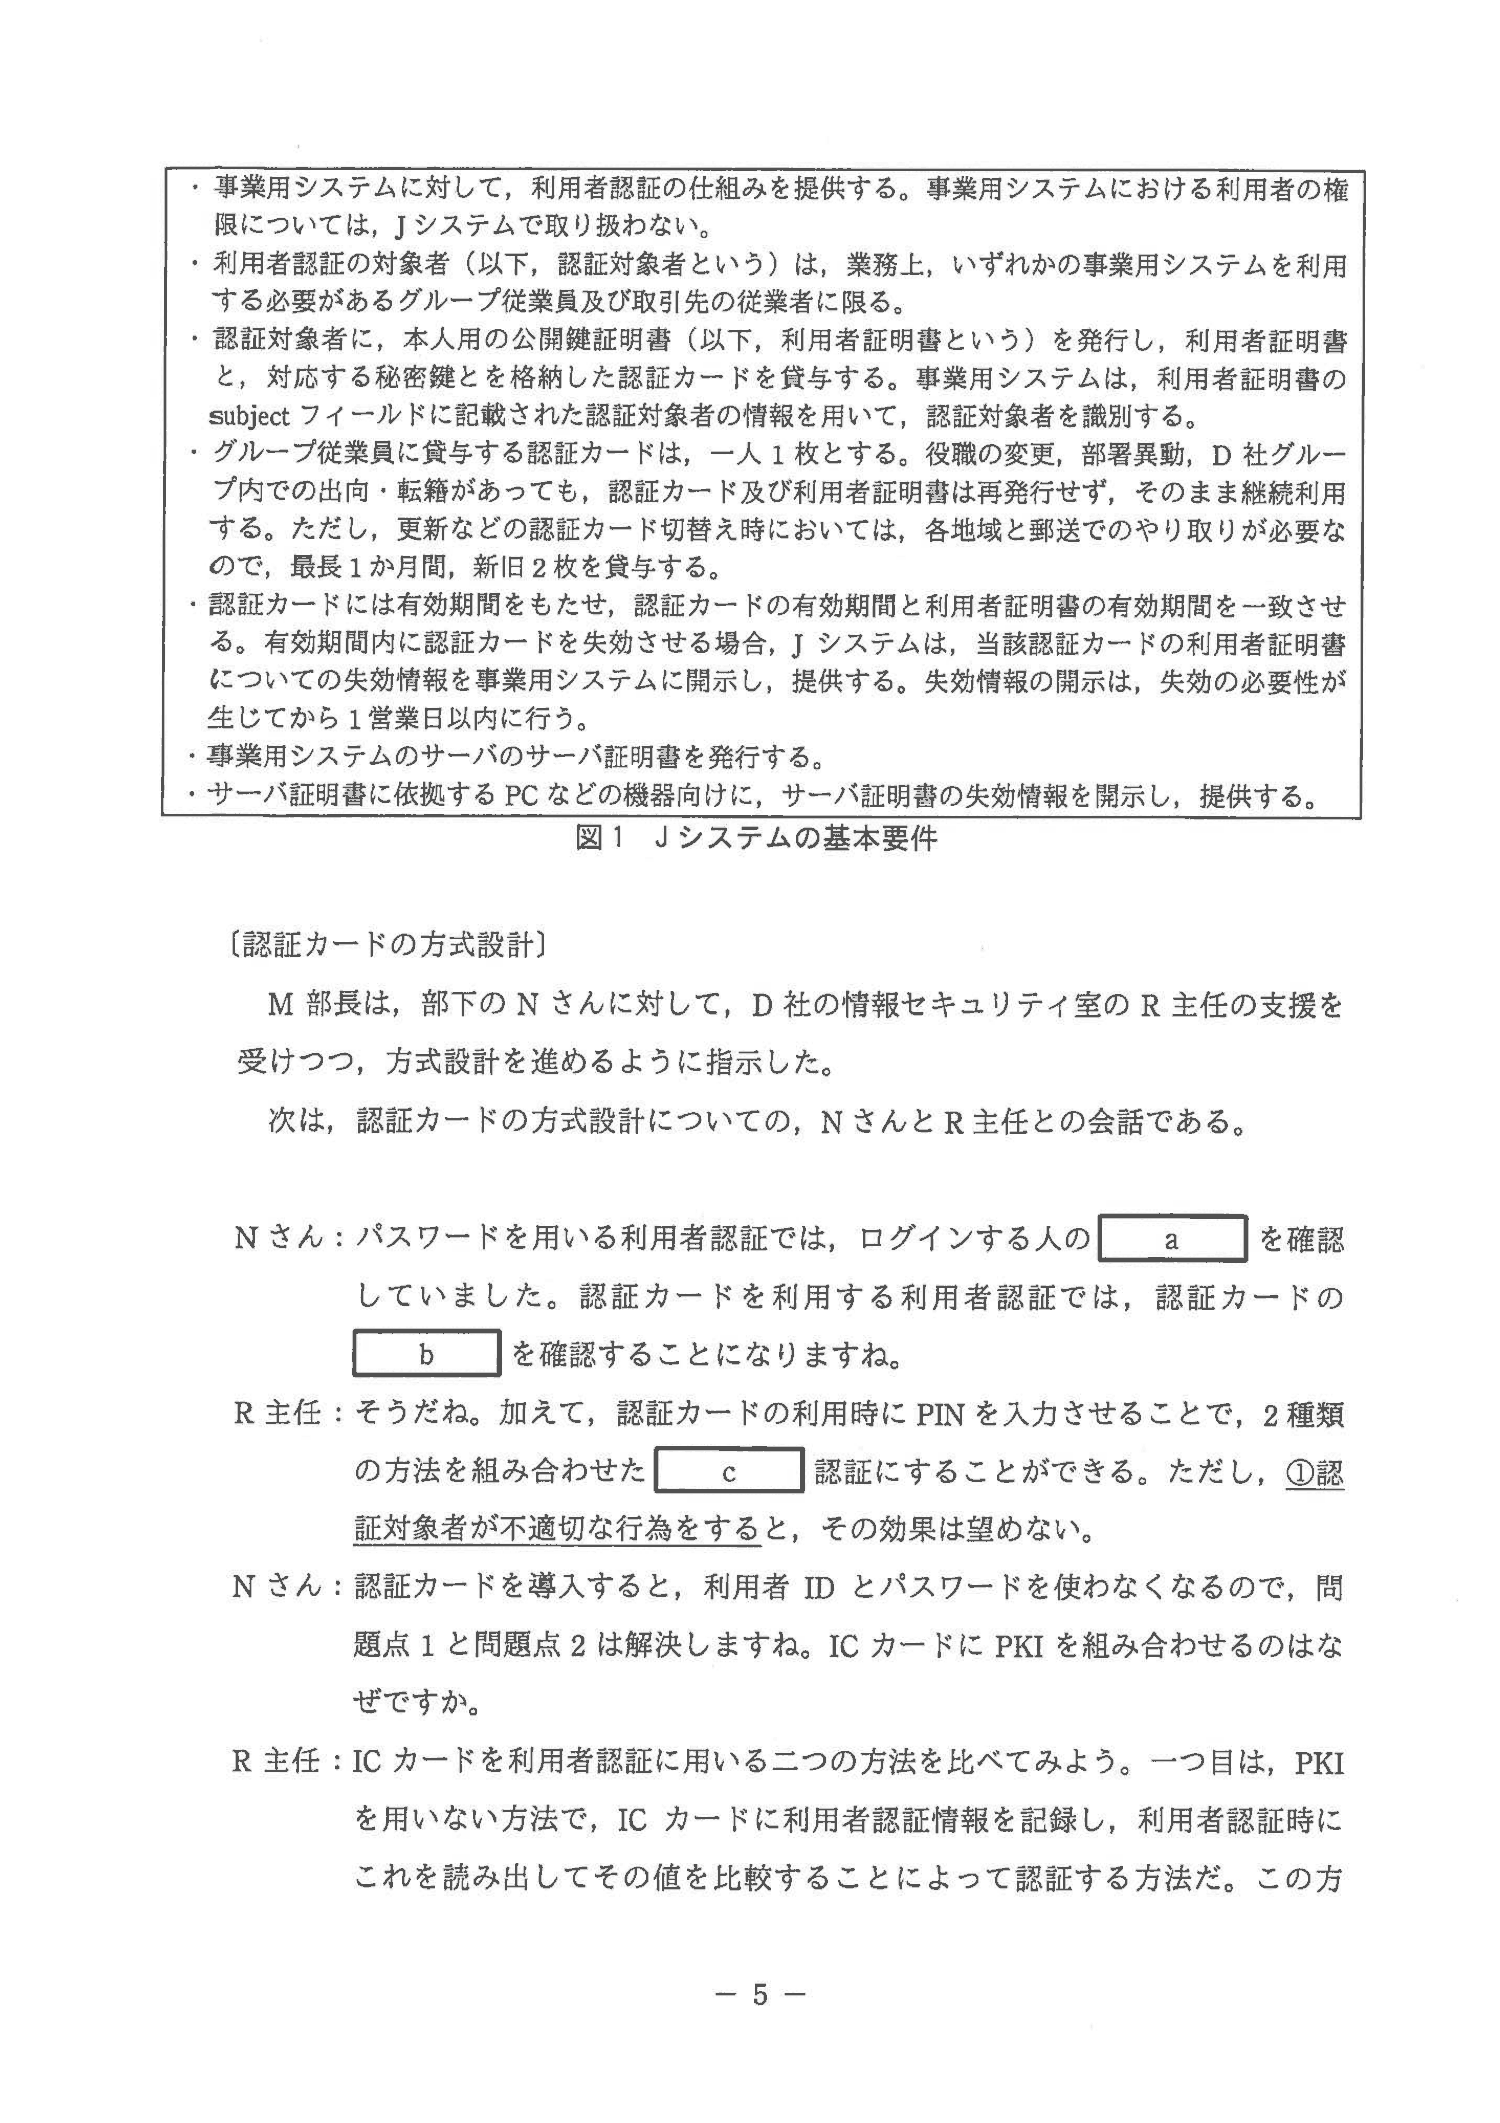 ・事業用システムに対して，利用者認証の仕組みを提供する。事業用システムにおける利用者の権
限については，Jシステムで取り扱わない。
・利用者認証の対象者（以下，認証対象者という）は，業務上，いずれかの事業用システムを利用
する必要があるグループ従業員及び取引先の従業者に限る。
・認証対象者に，本人用の公開鍵証明書（以下，利用者証明書という）を発行し，利用者証明書
と，対応する秘密鍵とを格納した認証カードを貸与する。事業用システムは，利用者証明書の
subject フィールドに記載された認証対象者の情報を用いて，認証対象者を識別する。
・グループ従業員に貸与する認証カードは，一人 1 枚とする。役職の変更，部署異動，D 社グルー
プ内での出向・転籍があっても，認証カード及び利用者証明書は再発行せず，そのまま継続利用
する。ただし，更新などの認証カード切替え時においては，各地域と郵送でのやり取りが必要な
ので，最長 1 か月間，新旧 2 枚を貸与する。
・認証カードには有効期間をもたせ，認証カードの有効期間と利用者証明書の有効期間を一致させ
る。有効期間内に認証カードを失効させる場合，J システムは，当該認証カードの利用者証明書
についての失効情報を事業用システムに開示し，提供する。失効情報の開示は，失効の必要性が
生じてから 1 営業日以内に行う。
・事業用システムのサーバのサーバ証明書を発行する。
・サーバ証明書に依拠する PC などの機器向けに，サーバ証明書の失効情報を開示し，提供する。
図1　Jシステムの基本要件
〔認証カードの方式設計〕
M 部長は，部下の N さんに対して，D 社の情報セキュリティ室の R 主任の支援を
受けつつ，方式設計を進めるように指示した。
次は，認証カードの方式設計についての，N さんと R 主任との会話である。
N さん：パスワードを用いる利用者認証では，ログインする人の a を確認
していました。認証カードを利用する利用者認証では，認証カードの
b を確認することになりますね。
R 主任：そうだね。加えて，認証カードの利用時に PIN を入力させることで，2 種類
の方法を組み合わせた c 認証にすることができる。ただし，①認
証対象者が不適切な行為をすると，その効果は望めない。
N さん：認証カードを導入すると，利用者 ID とパスワードを使わなくなるので，問
題点 1 と問題点 2 は解決しますね。IC カードに PKI を組み合わせるのはな
ぜですか。
R 主任：IC カードを利用者認証に用いる二つの方法を比べてみよう。一つ目は，PKI
を用いない方法で，IC カードに利用者認証情報を記録し，利用者認証時に
これを読み出してその値を比較することによって認証する方法だ。この方
－ 5 －